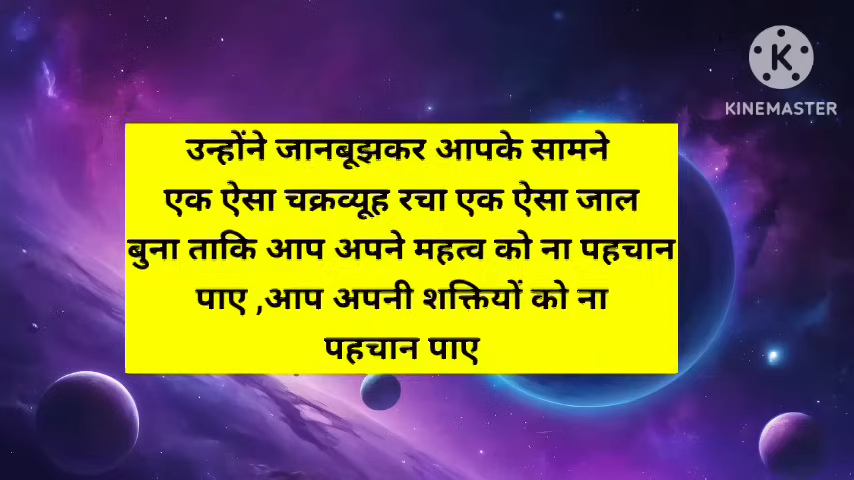 उन्होंने जानबूझकर आपके सामने
एक ऐसा चक्रव्यूह रचा एक ऐसा जाल
बुना ताकि आप अपने महत्व को ना पहचान
पाए ,आप अपनी शक्तियों को ना
पहचान पाए
K
KINEMASTER